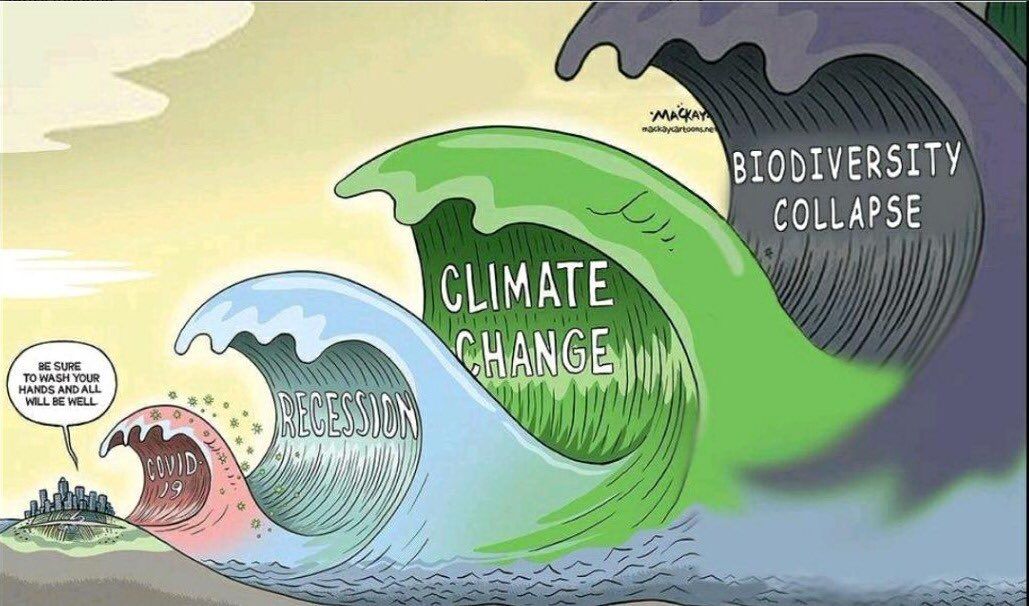 BE SURE
TO WASH YOUR
HANDS AND ALL
WILL BE WELL
COVID-
19
RECESSION
CLIMATE
CHANGE
MACKAY
mackaycartoons.ne
BIODIVERSITY
COLLAPSE